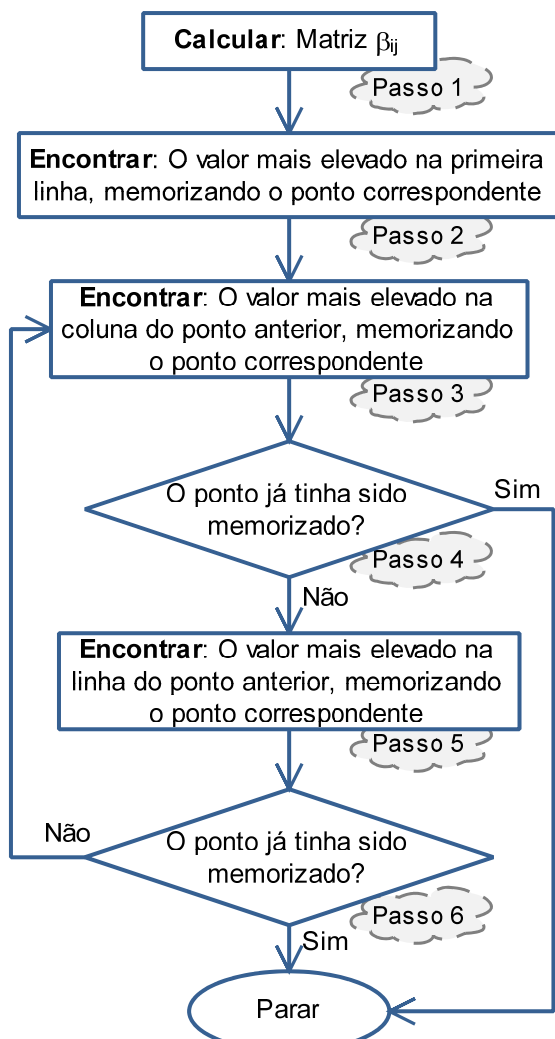 Calcular: Matriz βij
Passo 1
Encontrar: O valor mais elevado na primeira
linha, memorizando o ponto correspondente
Passo 2
Encontrar: O valor mais elevado na
coluna do ponto anterior, memorizando
o ponto correspondente
Passo 3
O ponto já tinha sido
memorizado?
Sim
Passo 4
Não
Encontrar: O valor mais elevado na
linha do ponto anterior, memorizando
o ponto correspondente
Passo 5
Não
O ponto já tinha sido
memorizado?
Passo 6
Sim
Parar